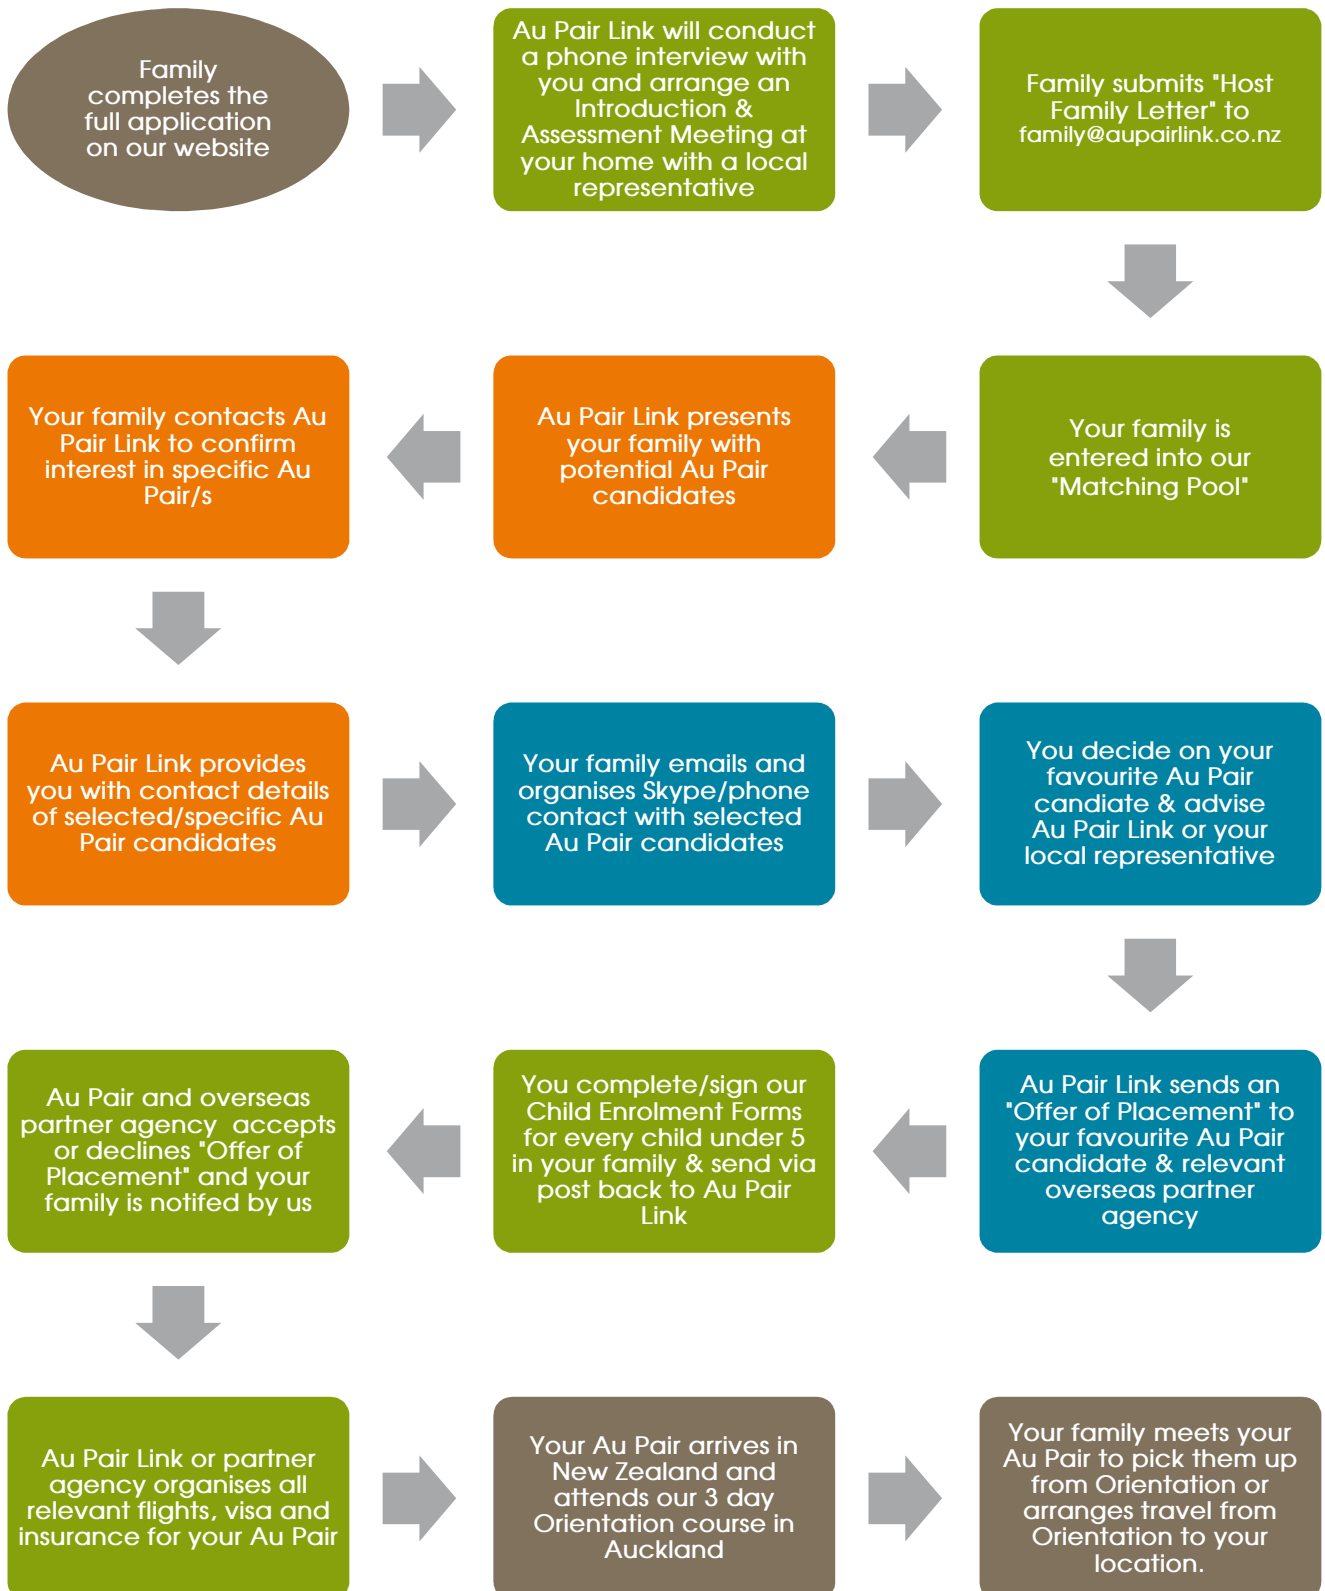 Family
completes the
full application
on our website
Au Pair Link will conduct
a phone interview with
you and arrange an
Introduction &
Assessment Meeting at
your home with a local
representative
Family submits "Host
Family Letter" to
family@aupairlink.co.nz
Your family is
entered into our
"Matching Pool"
Au Pair Link presents
your family with
potential Au Pair
candidates
Your family contacts Au
Pair Link to confirm
interest in specific Au
Pair/s
Au Pair Link provides
you with contact details
of selected/specific Au
Pair candidates
Your family emails and
organises Skype/phone
contact with selected
Au Pair candidates
You decide on your
favourite Au Pair
candiate & advise
Au Pair Link or your
local representative
Au Pair Link sends an
"Offer of Placement" to
your favourite Au Pair
candidate & relevant
overseas partner
agency
You complete/sign our
Child Enrolment Forms
for every child under 5
in your family & send via
post back to Au Pair
Link
Au Pair and overseas
partner agency accepts
or declines "Offer of
Placement" and your
family is notifed by us
Au Pair Link or partner
agency organises all
relevant flights, visa and
insurance for your Au Pair
Your Au Pair arrives in
New Zealand and
attends our 3 day
Orientation course in
Auckland
Your family meets your
Au Pair to pick them up
from Orientation or
arranges travel from
Orientation to your
location.